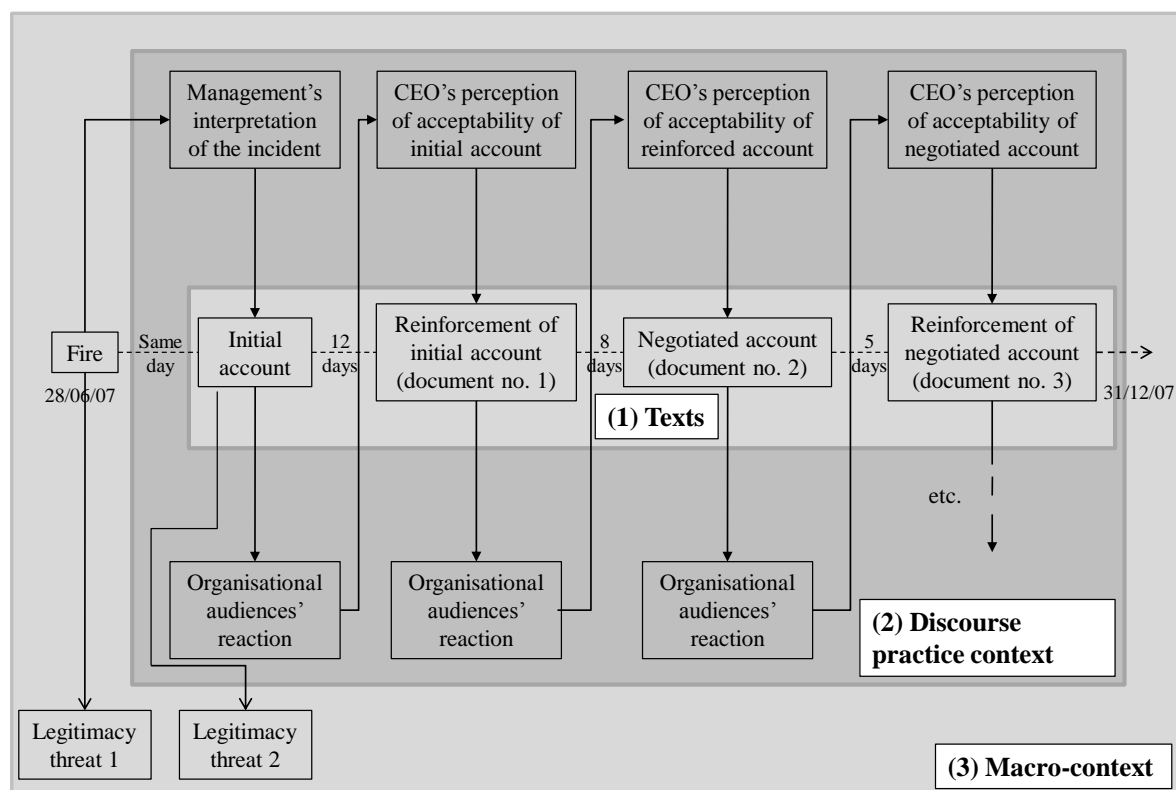 Management’s
interpretation
of the incident
CEO’s perception
of acceptability of
initial account
CEO’s perception
of acceptability of
reinforced account
CEO’s perception
of acceptability of
negotiated account
Fire
28/06/07
Same
day
Initial
account
12
days
Reinforcement of
initial account
(document no. 1)
8
days
Negotiated account
(document no. 2)
5
days
Reinforcement of
negotiated account
(document no. 3)
31/12/07
(1) Texts
etc.
Organisational
audiences’
reaction
Organisational
audiences’
reaction
Organisational
audiences’
reaction
(2) Discourse
practice context
Legitimacy
threat 1
Legitimacy
threat 2
(3) Macro-context